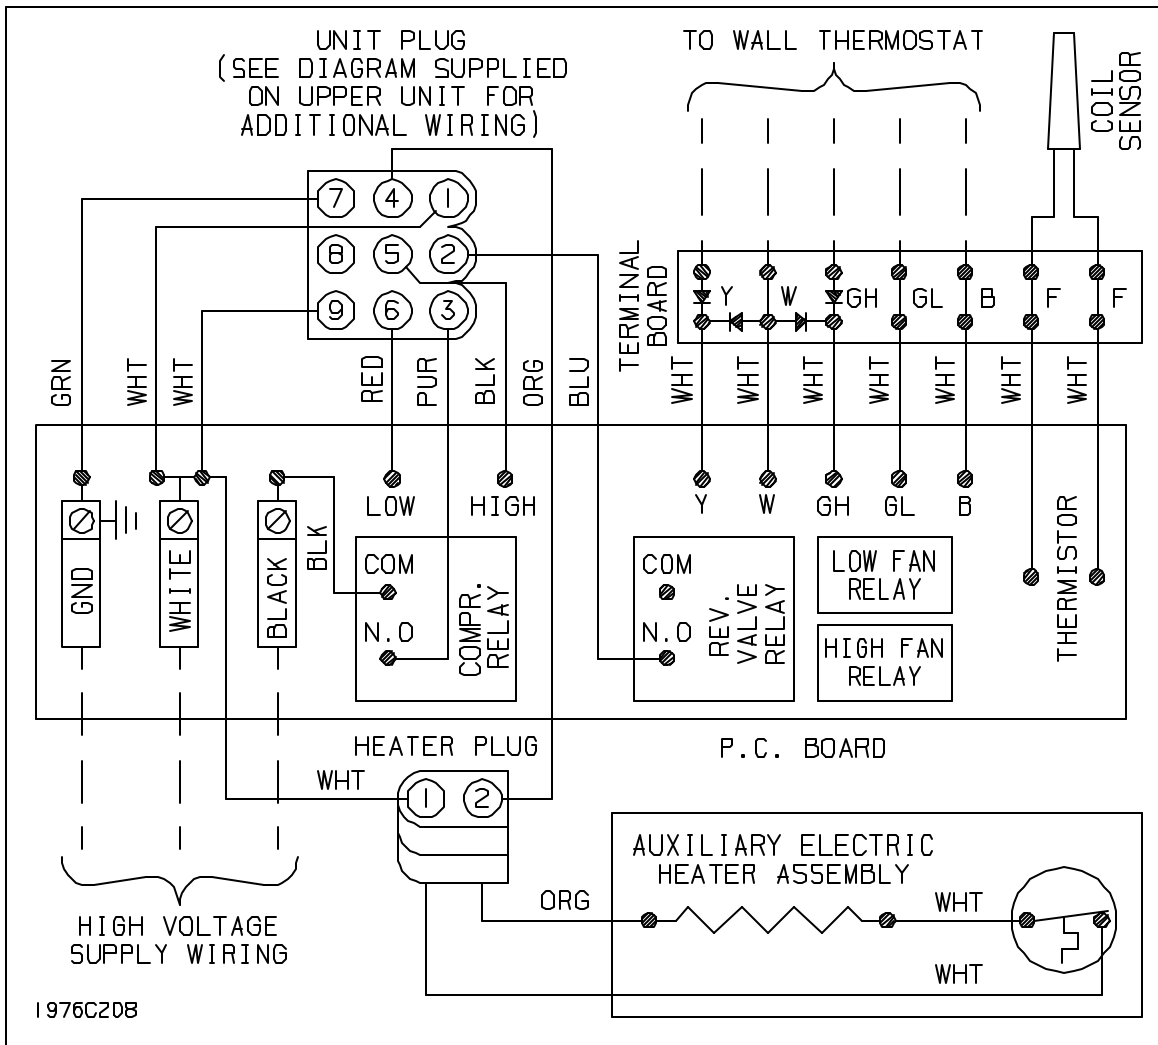 UNIT PLUG
(SEE DIAGRAM SUPPLIED
ON UPPER UNIT FOR
ADDITIONAL WIRING)
TO WALL THERMOSTAT
COIL
SENSOR
7
4
1
8
5
2
9
6
3
TERMINAL
BOARD
Y
W
GH
GL
B
F
F
GRN
WHT
WHT
RED
PUR
BLK
ORG
BLU
WHT
WHT
WHT
WHT
WHT
WHT
WHT
LOW
HIGH
Y
W
GH
GL
B
GND
WHITE
BLACK
BLK
COM
N.O
COMPR.
RELAY
COM
N.O
REV.
VALVE
RELAY
LOW FAN
RELAY
HIGH FAN
RELAY
THERMISTOR
HEATER PLUG
P.C. BOARD
WHT
1
2
AUXILIARY ELECTRIC
HEATER ASSEMBLY
ORG
WHT
WHT
HIGH VOLTAGE
SUPPLY WIRING
1976C2D8